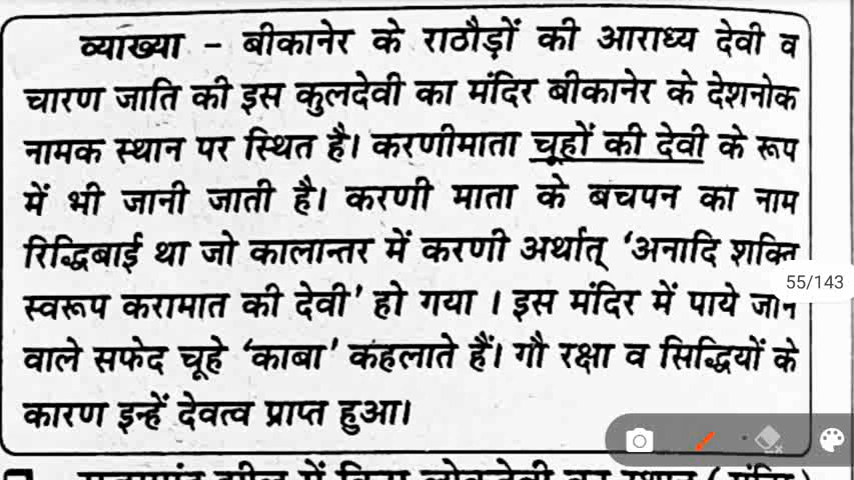 व्याख्या – बीकानेर के राठौड़ों की आराध्य देवी व
चारण जाति की इस कुलदेवी का मंदिर बीकानेर के देशनोक
नामक स्थान पर स्थित है। करणीमाता चूहों की देवी के रूप
में भी जानी जाती है। करणी माता के बचपन का नाम
रिद्धिबाई था जो कालान्तर में करणी अर्थात् ‘अनादि शक्ति
55/143
स्वरूप करामात की देवी’ हो गया । इस मंदिर में पाये जाने
वाले सफेद चूहे ‘काबा’ कहलाते हैं। गौ रक्षा व सिद्धियों के
कारण इन्हें देवत्व प्राप्त हुआ।